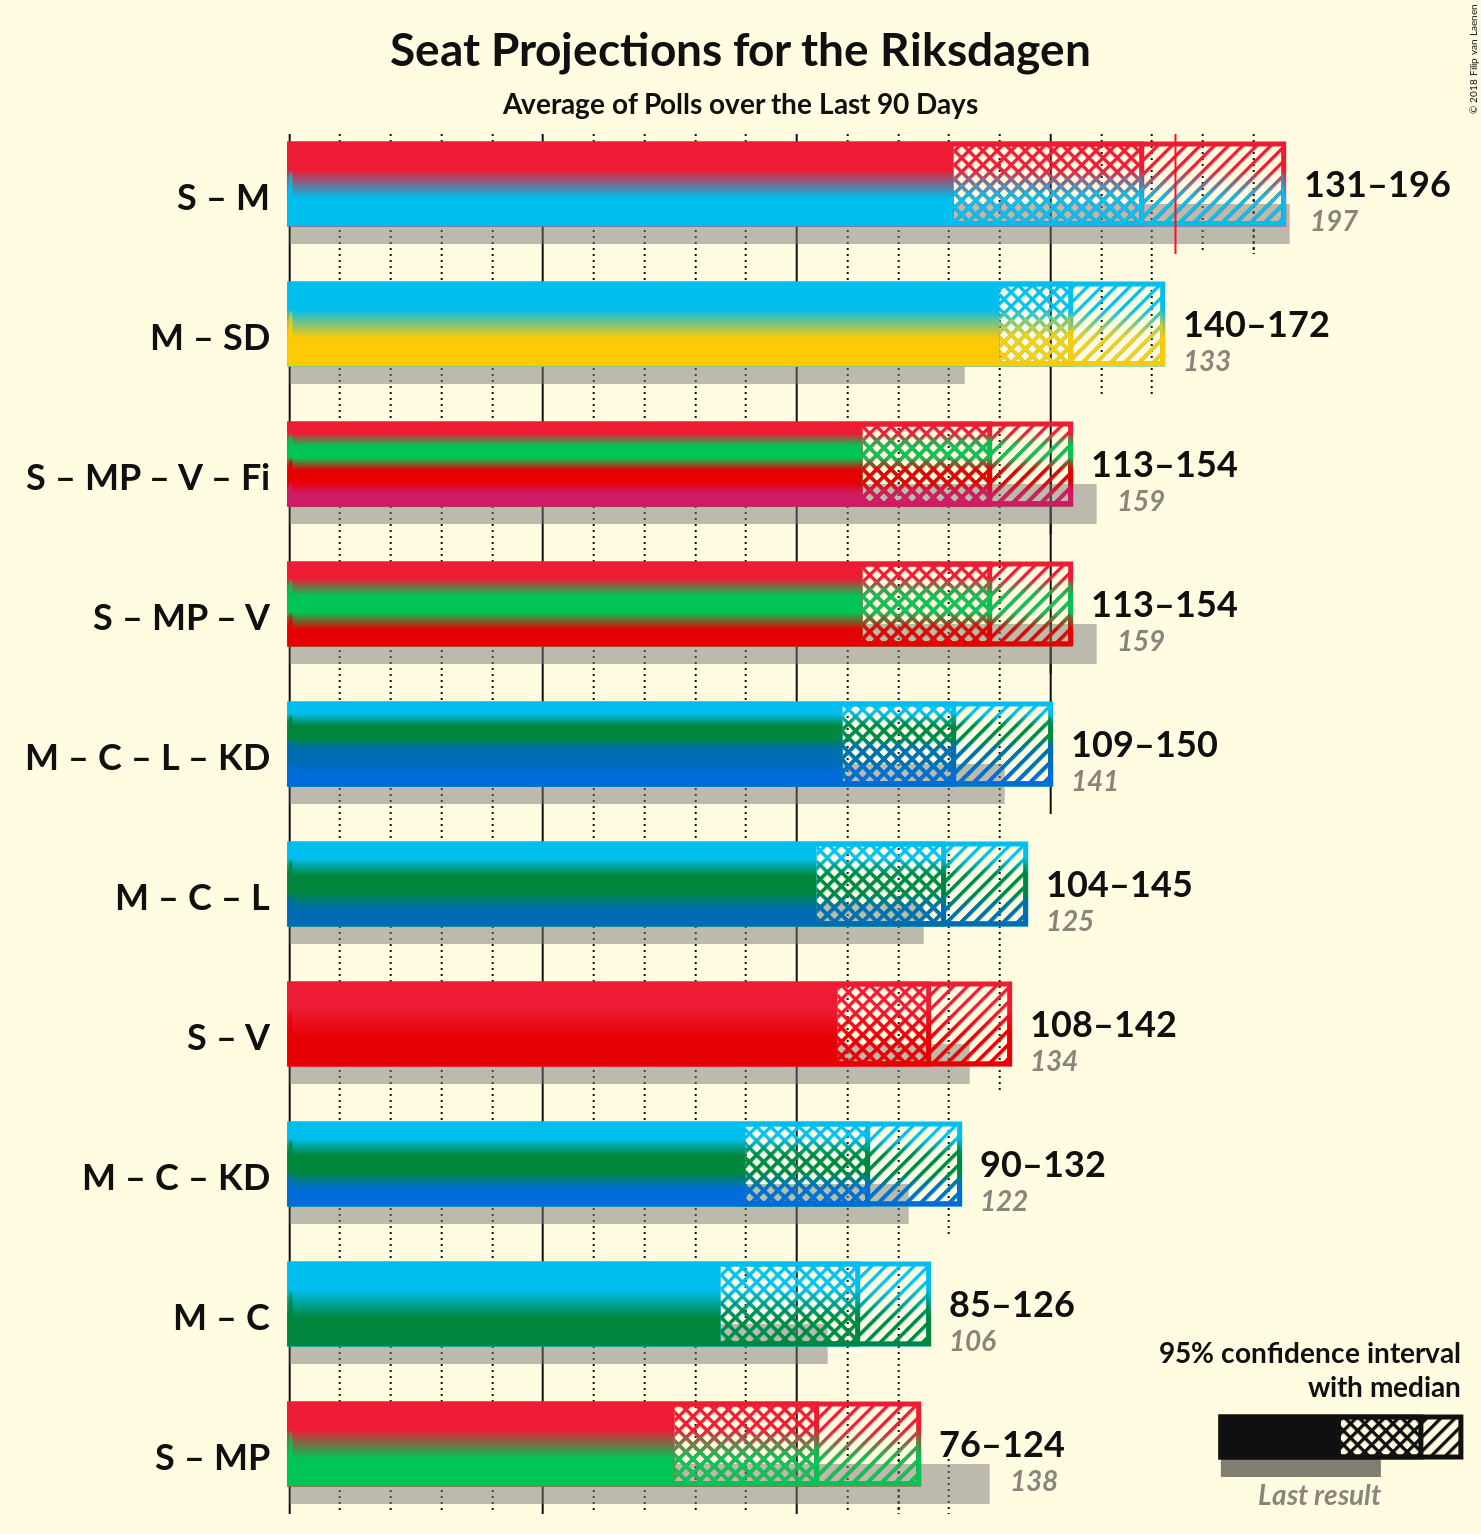 Seat Projections for the Riksdagen
Average of Polls over the Last 90 Days
© 2018 Filip van Laenen
S – M
131–196
197
M – SD
140–172
133
S – MP – V – Fi
113–154
159
S – MP – V
113–154
159
M – C – L – KD
109–150
141
M – C – L
104–145
125
S – V
108–142
134
M – C – KD
90–132
122
M – C
85–126
106
S – MP
76–124
138
95% confidence interval
with median
Last result